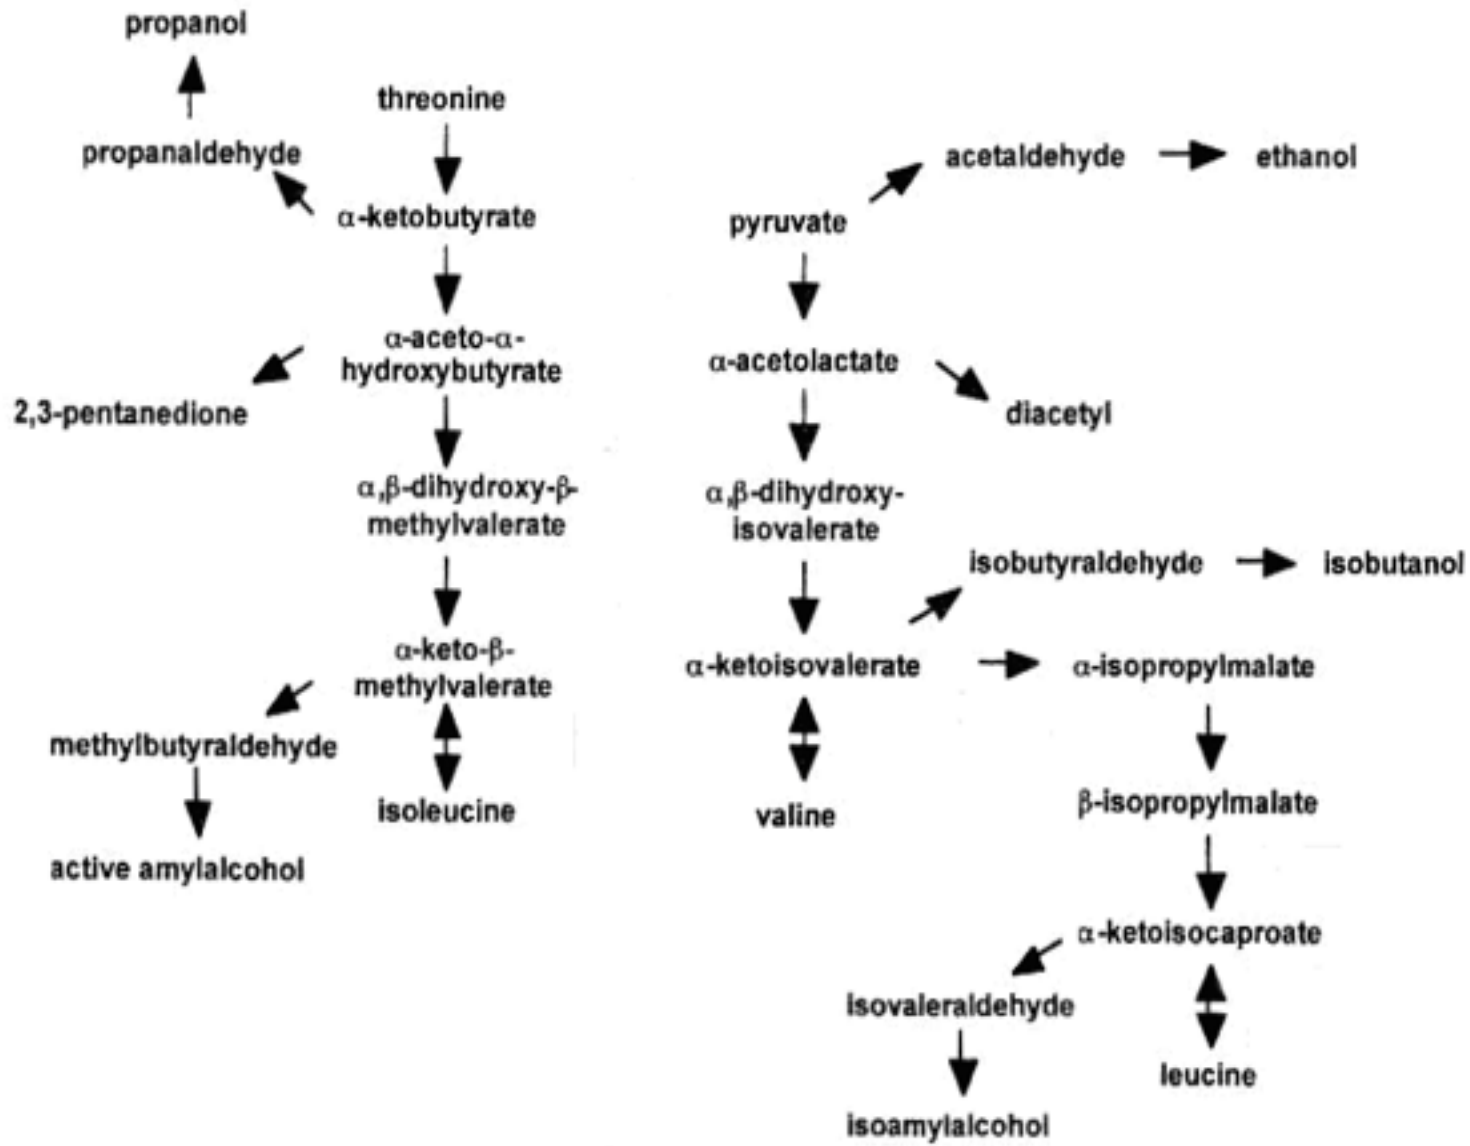 propanol
threonine
propanaldehyde
α-ketobutyrate
α-aceto-α-
hydroxybutyrate
2,3-pentanedione
α,β-dihydroxy-β-
methylvalerate
α-keto-β-
methylvalerate
methylbutyraldehyde
isoleucine
active amylalcohol
acetaldehyde
ethanol
pyruvate
α-acetolactate
diacetyl
α,β-dihydroxy-
isovalerate
isobutyraldehyde
isobutanol
α-ketoisovalerate
α-isopropylmalate
valine
β-isopropylmalate
α-ketoisocaproate
isovaleraldehyde
leucine
isoamylalcohol